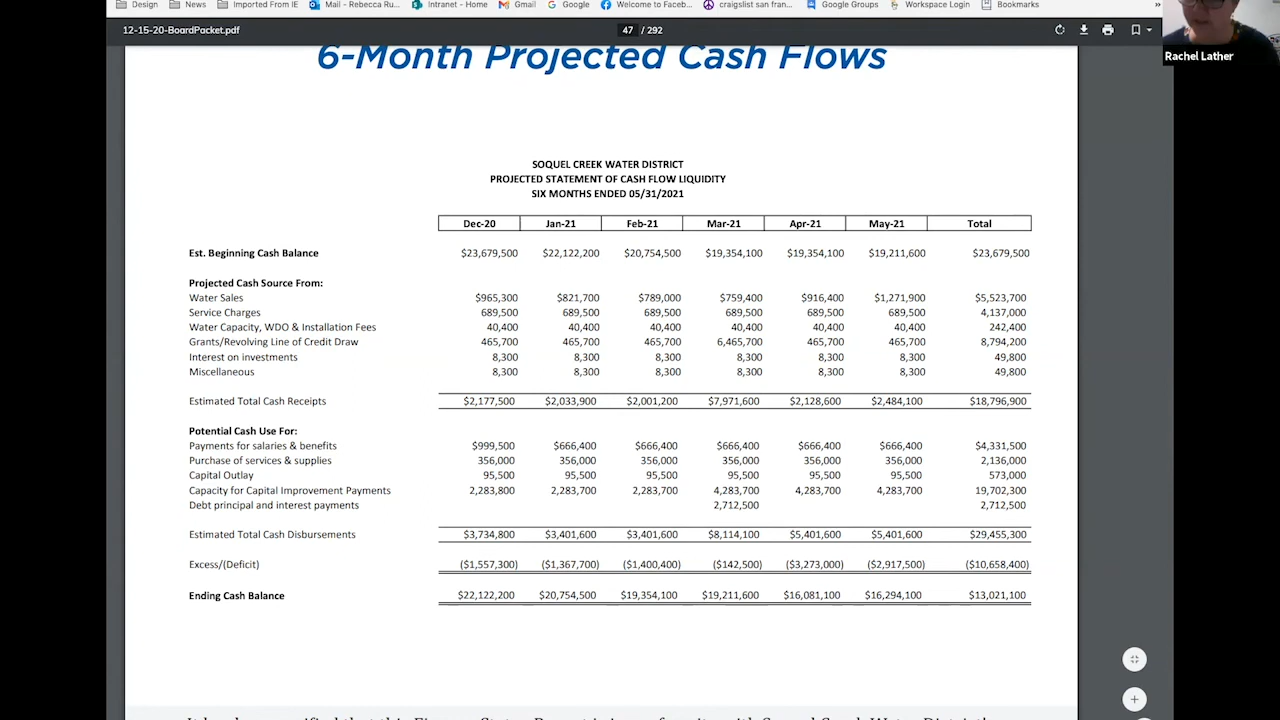 Design News Imported From IE Mail - Rebecca Ru... Intranet - Home Gmail Google Welcome to Faceb... craigslist san fran... Google Groups Workspace Login Bookmarks »
12-15-20-BoardPacket.pdf 47 / 292
Rachel Lather
6-Month Projected Cash Flows
SOQUEL CREEK WATER DISTRICT
PROJECTED STATEMENT OF CASH FLOW LIQUIDITY
SIX MONTHS ENDED 05/31/2021
Dec-20 Jan-21 Feb-21 Mar-21 Apr-21 May-21 Total
Est. Beginning Cash Balance $23,679,500 $22,122,200 $20,754,500 $19,354,100 $19,354,100 $19,211,600 $23,679,500
Projected Cash Source From:
Water Sales $965,300 $821,700 $789,000 $759,400 $916,400 $1,271,900 $5,523,700
Service Charges 689,500 689,500 689,500 689,500 689,500 689,500 4,137,000
Water Capacity, WDO & Installation Fees 40,400 40,400 40,400 40,400 40,400 40,400 242,400
Grants/Revolving Line of Credit Draw 465,700 465,700 465,700 6,465,700 465,700 465,700 8,794,200
Interest on investments 8,300 8,300 8,300 8,300 8,300 8,300 49,800
Miscellaneous 8,300 8,300 8,300 8,300 8,300 8,300 49,800
Estimated Total Cash Receipts $2,177,500 $2,033,900 $2,001,200 $7,971,600 $2,128,600 $2,484,100 $18,796,900
Potential Cash Use For:
Payments for salaries & benefits $999,500 $666,400 $666,400 $666,400 $666,400 $666,400 $4,331,500
Purchase of services & supplies 356,000 356,000 356,000 356,000 356,000 356,000 2,136,000
Capital Outlay 95,500 95,500 95,500 95,500 95,500 95,500 573,000
Capacity for Capital Improvement Payments 2,283,800 2,283,700 2,283,700 4,283,700 4,283,700 4,283,700 19,702,300
Debt principal and interest payments 2,712,500 2,712,500
Estimated Total Cash Disbursements $3,734,800 $3,401,600 $3,401,600 $8,114,100 $5,401,600 $5,401,600 $29,455,300
Excess/(Deficit) ($1,557,300) ($1,367,700) ($1,400,400) ($142,500) ($3,273,000) ($2,917,500) ($10,658,400)
Ending Cash Balance $22,122,200 $20,754,500 $19,354,100 $19,211,600 $16,081,100 $16,294,100 $13,021,100